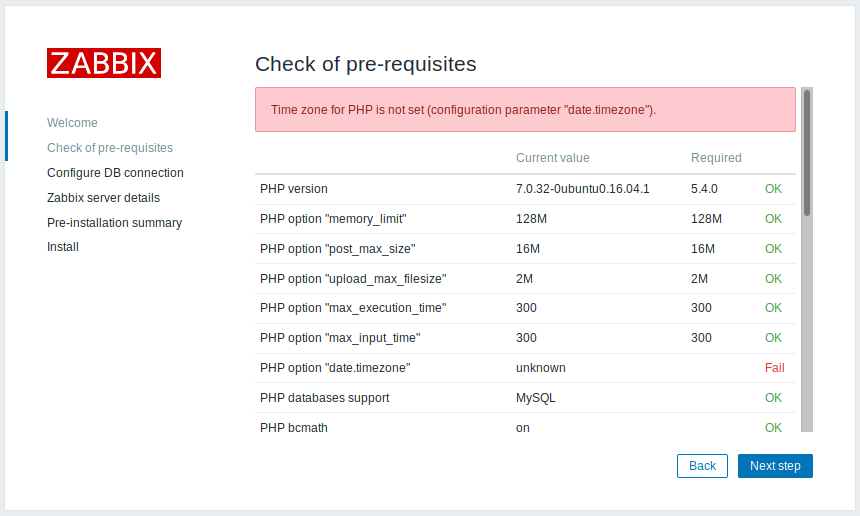 ZABBIX
Welcome
Check of pre-requisites
Configure DB connection
Zabbix server details
Pre-installation summary
Install
Check of pre-requisites
Time zone for PHP is not set (configuration parameter "date.timezone").
Current value Required
PHP version 7.0.32-0ubuntu0.16.04.1 5.4.0 OK
PHP option "memory_limit" 128M 128M OK
PHP option "post_max_size" 16M 16M OK
PHP option "upload_max_filesize" 2M 2M OK
PHP option "max_execution_time" 300 300 OK
PHP option "max_input_time" 300 300 OK
PHP option "date.timezone" unknown Fail
PHP databases support MySQL OK
PHP bcmath on OK
Back Next step